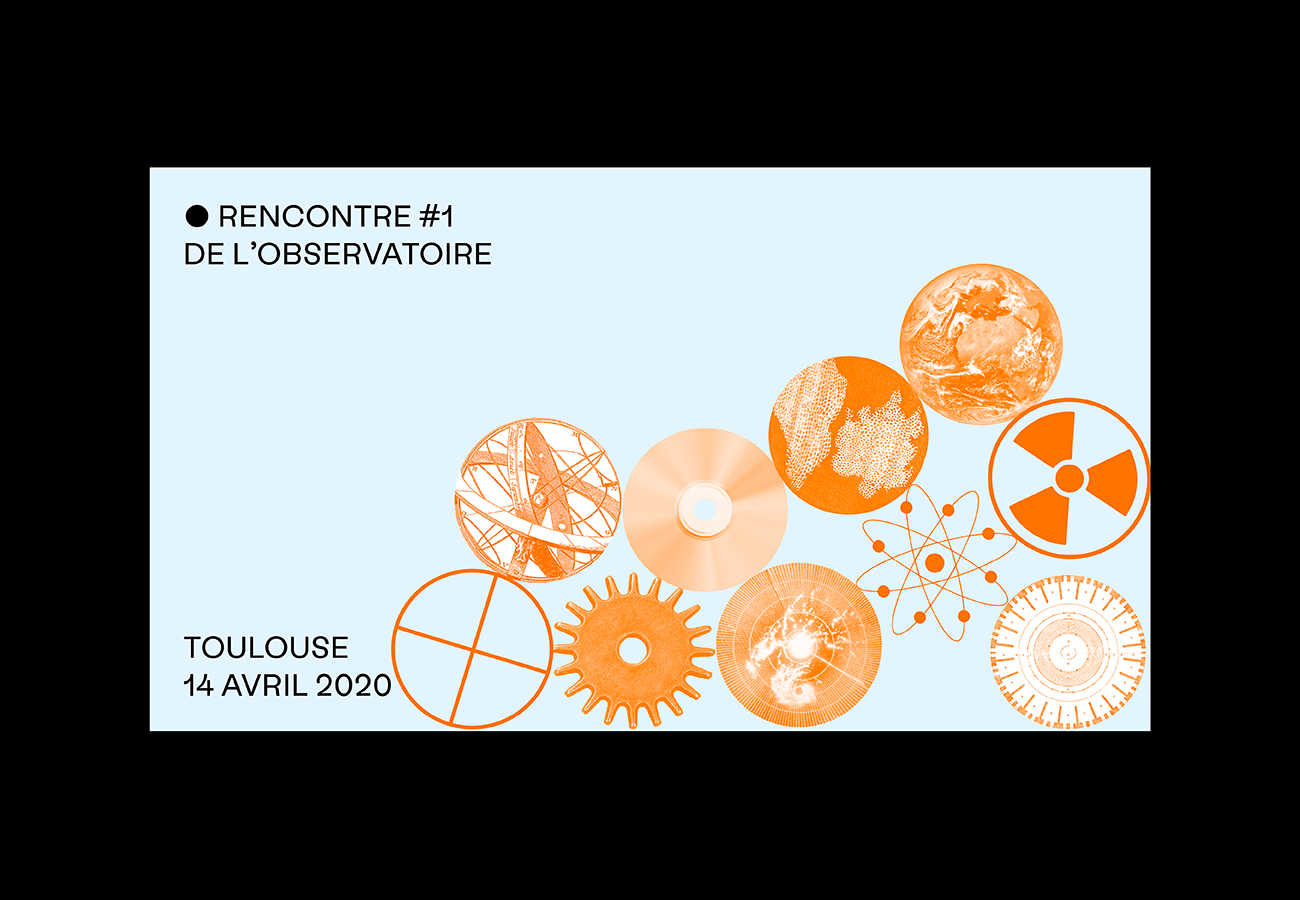 ● RENCONTRE #1
DE L’OBSERVATOIRE
TOULOUSE
14 AVRIL 2020